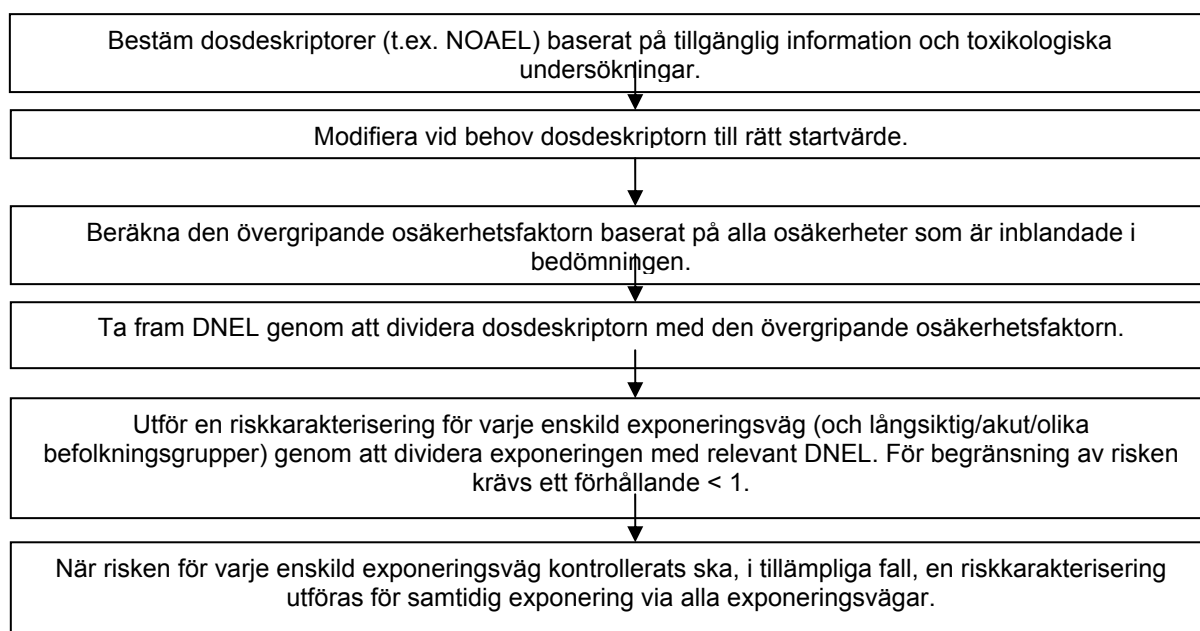 Bestäm dosdeskriptorer (t.ex. NOAEL) baserat på tillgänglig information och toxikologiska
undersökningar.
Modifiera vid behov dosdeskriptorn till rätt startvärde.
Beräkna den övergripande osäkerhetsfaktorn baserat på alla osäkerheter som är inblandade i
bedömningen.
Ta fram DNEL genom att dividera dosdeskriptorn med den övergripande osäkerhetsfaktorn.
Utför en riskkarakterisering för varje enskild exponeringsväg (och långsiktig/akut/olika
befolkningsgrupper) genom att dividera exponeringen med relevant DNEL. För begränsning av risken
krävs ett förhållande < 1.
När risken för varje enskild exponeringsväg kontrollerats ska, i tillämpliga fall, en riskkarakterisering
utföras för samtidig exponering via alla exponeringsvägar.